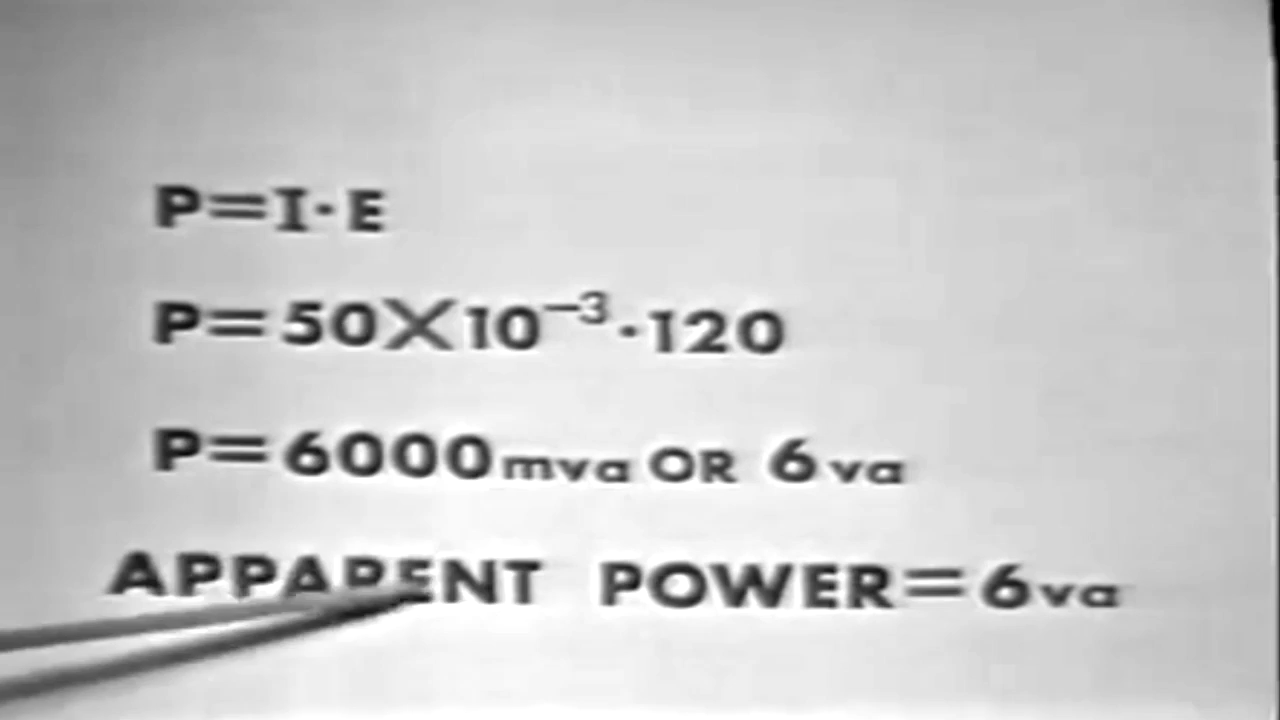 P=I·E
P=50X10⁻³·120
P=6000mva OR 6va
APPARENT POWER=6va